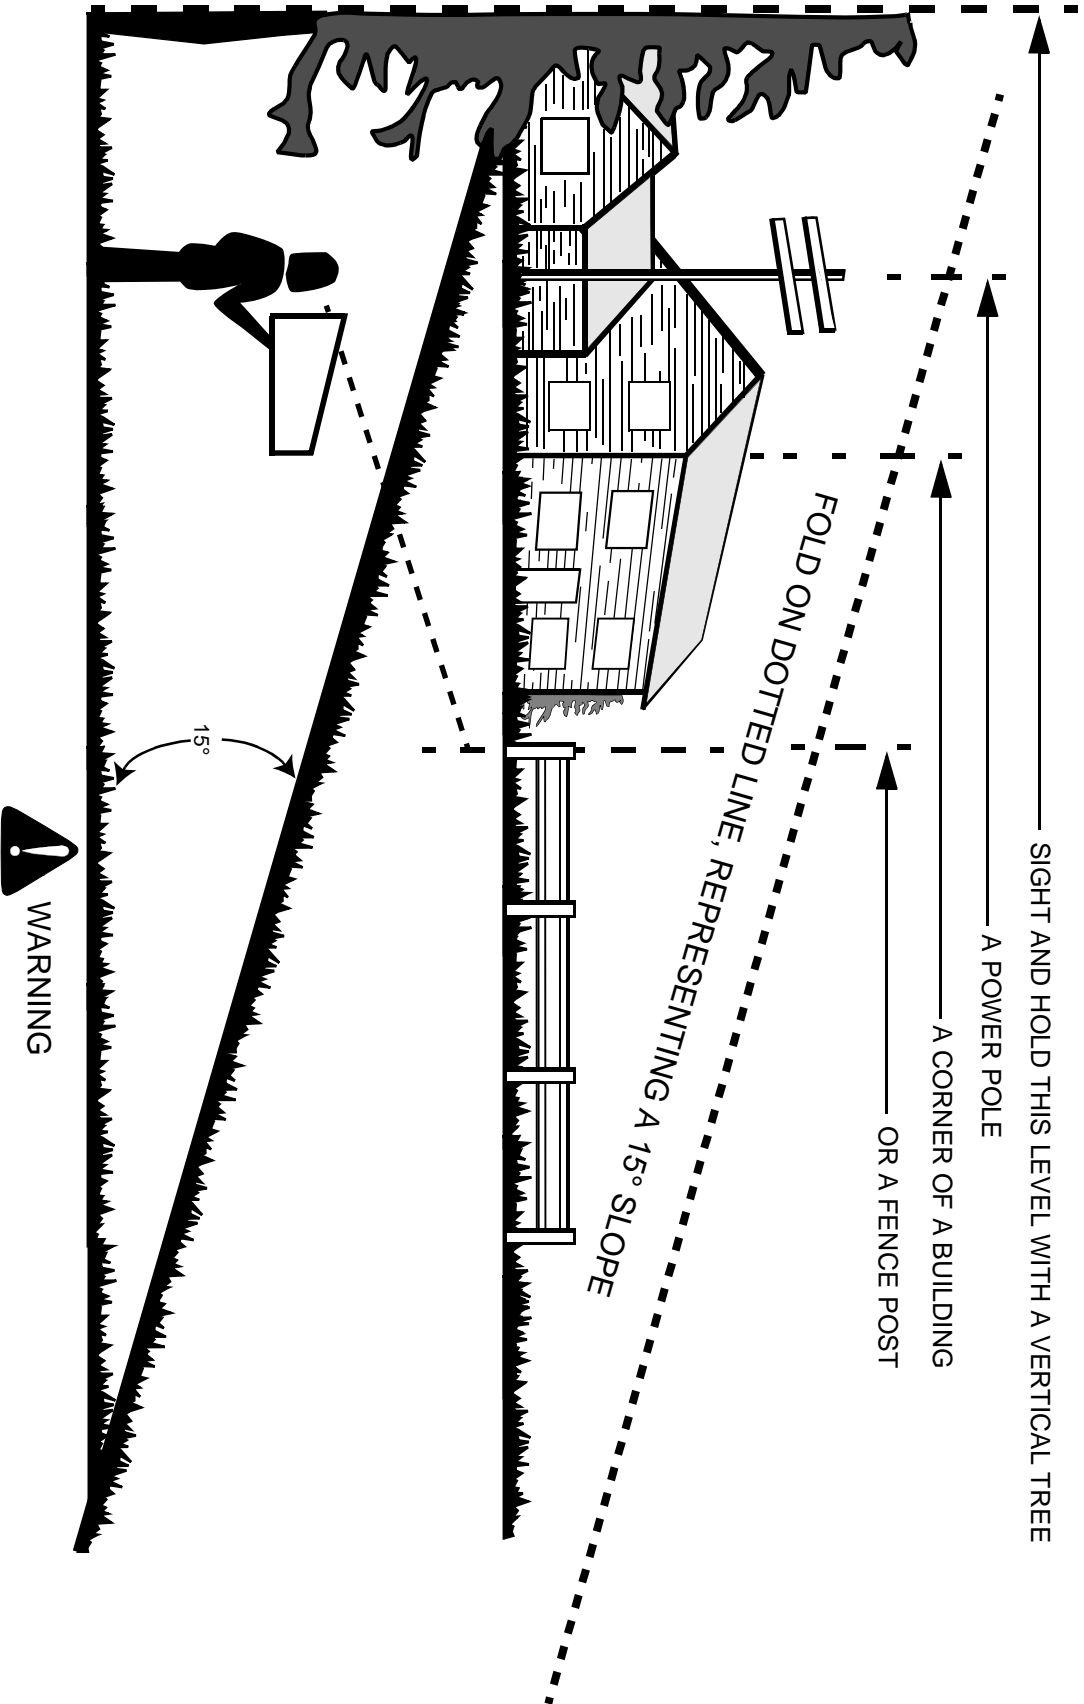 SIGHT AND HOLD THIS LEVEL WITH A VERTICAL TREE
A POWER POLE
A CORNER OF A BUILDING
OR A FENCE POST
FOLD ON DOTTED LINE, REPRESENTING A 15° SLOPE
15°
WARNING